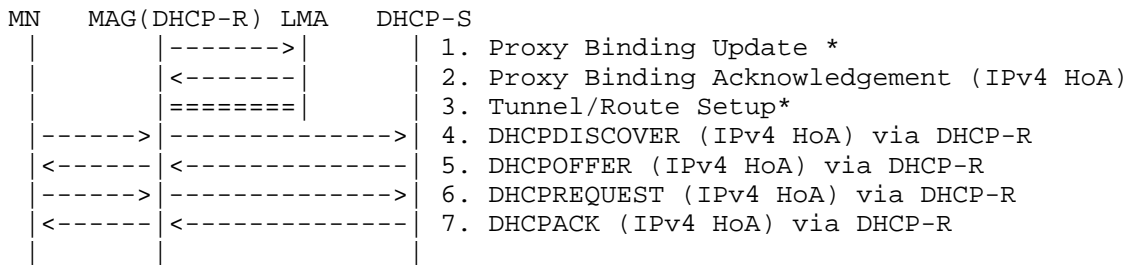 MN    MAG(DHCP-R) LMA    DHCP-S
 |       |------->|       | 1. Proxy Binding Update *
 |       |<-------|       | 2. Proxy Binding Acknowledgement (IPv4 HoA)
 |       |========|       | 3. Tunnel/Route Setup*
 |------>|--------------->| 4. DHCPDISCOVER (IPv4 HoA) via DHCP-R
 |<------|<---------------| 5. DHCPOFFER (IPv4 HoA) via DHCP-R
 |------>|--------------->| 6. DHCPREQUEST (IPv4 HoA) via DHCP-R
 |<------|<---------------| 7. DHCPACK (IPv4 HoA) via DHCP-R
 |       |                |